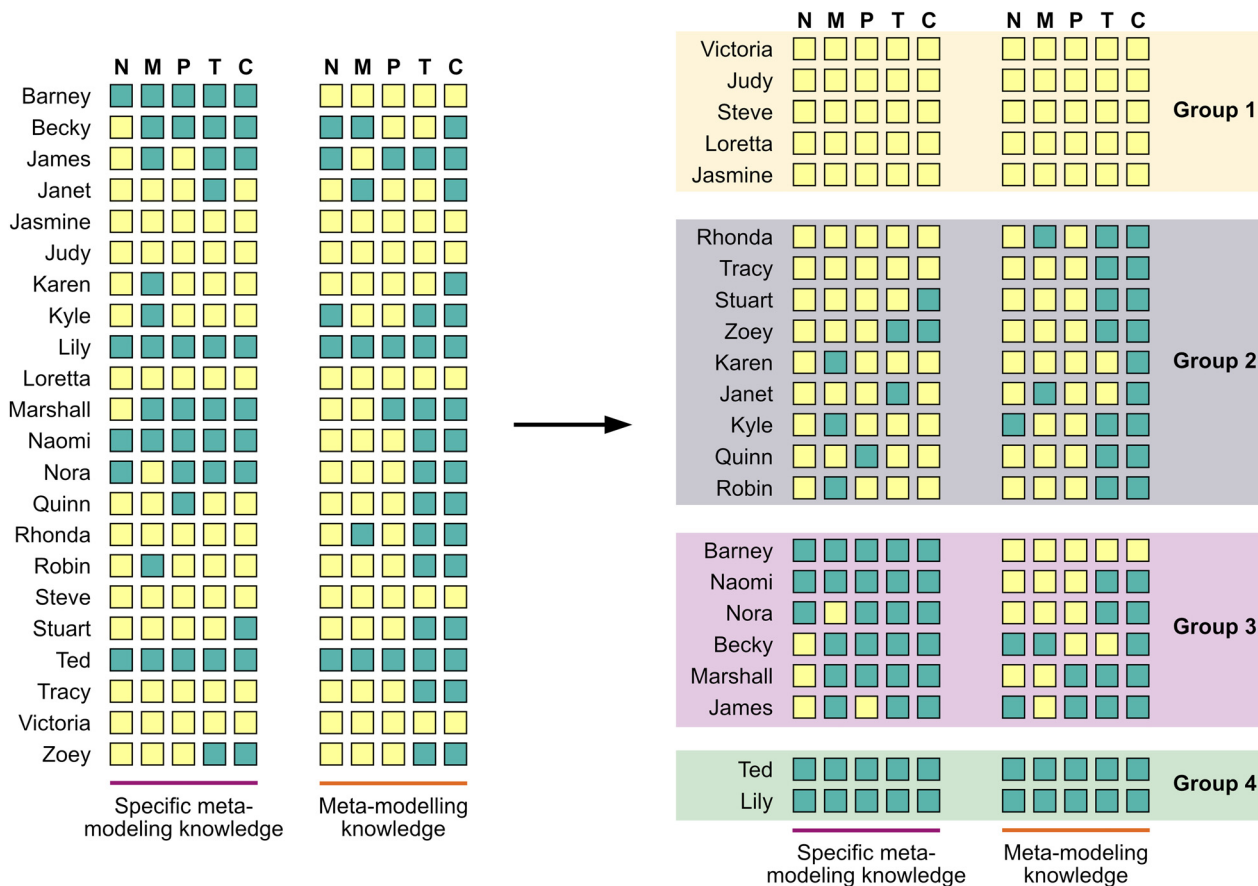 N M P T C N M P T C
Barney
Becky
James
Janet
Jasmine
Judy
Karen
Kyle
Lily
Loretta
Marshall
Naomi
Nora
Quinn
Rhonda
Robin
Steve
Stuart
Ted
Tracy
Victoria
Zoey
Specific meta-
modeling knowledge
Meta-modelling
knowledge
N M P T C N M P T C
Victoria
Judy
Steve
Loretta
Jasmine
Group 1
Rhonda
Tracy
Stuart
Zoey
Karen
Janet
Kyle
Quinn
Robin
Group 2
Barney
Naomi
Nora
Becky
Marshall
James
Group 3
Ted
Lily
Group 4
Specific meta-
modeling knowledge
Meta-modeling
knowledge